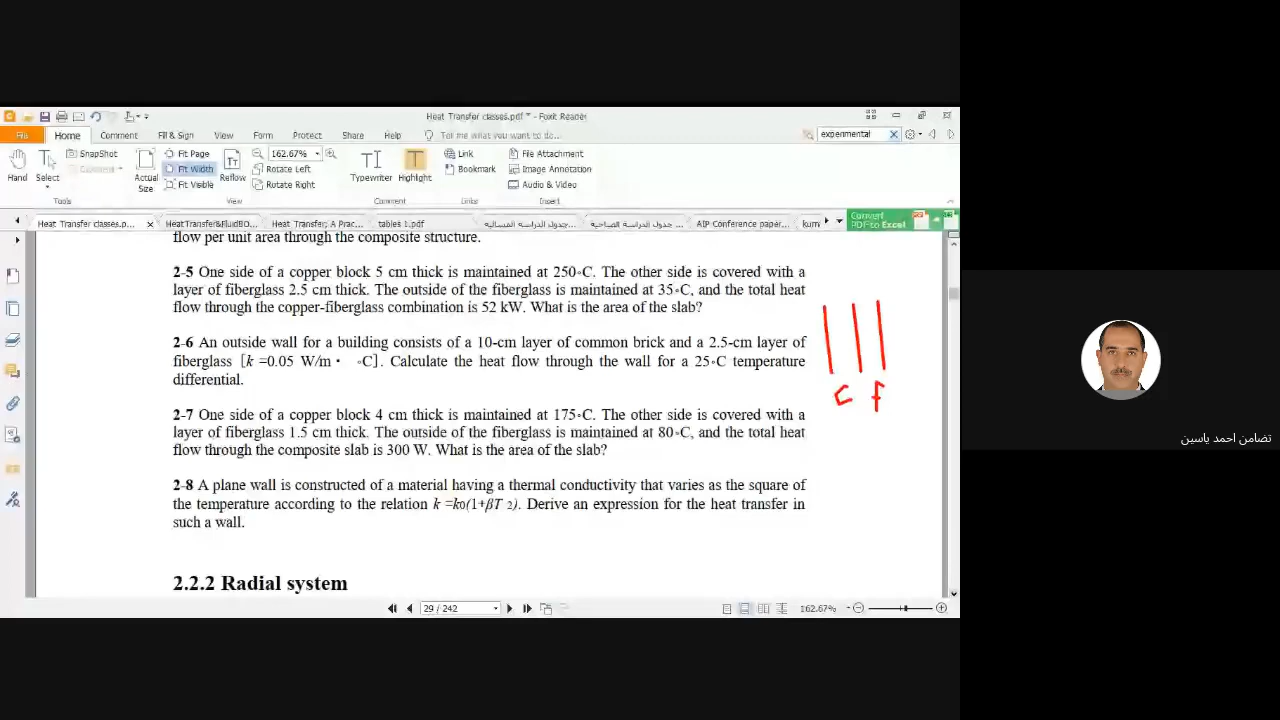 Heat Transfer classes.pdf * - Foxit Reader
File Home Comment Fill & Sign View Form Protect Share Help Tell me what you want to do... experimental
Hand
Select
SnapShot
Comment
Tools
Actual Size
Fit Page
Fit Width
Fit Visible
Reflow
162.67%
Rotate Left
Rotate Right
View
Typewriter
Highlight
Comment
Link
Bookmark
Links
File Attachment
Image Annotation
Audio & Video
Insert
Heat Transfer classes.p... HeatTransfer&FluidBO... Heat Transfer; A Prac... tables 1.pdf جدول الدراسة المسائية... جدول الدراسة الصباحية AIP Conference paper...
Convert PDF to Excel
flow per unit area through the composite structure.
2-5 One side of a copper block 5 cm thick is maintained at 250◦C. The other side is covered with a
layer of fiberglass 2.5 cm thick. The outside of the fiberglass is maintained at 35◦C, and the total heat
flow through the copper-fiberglass combination is 52 kW. What is the area of the slab?
2-6 An outside wall for a building consists of a 10-cm layer of common brick and a 2.5-cm layer of
fiberglass [k =0.05 W/m · ◦C]. Calculate the heat flow through the wall for a 25◦C temperature
differential.
2-7 One side of a copper block 4 cm thick is maintained at 175◦C. The other side is covered with a
layer of fiberglass 1.5 cm thick. The outside of the fiberglass is maintained at 80◦C, and the total heat
flow through the composite slab is 300 W. What is the area of the slab?
2-8 A plane wall is constructed of a material having a thermal conductivity that varies as the square of
the temperature according to the relation k =k0(1+βT 2). Derive an expression for the heat transfer in
such a wall.
2.2.2 Radial system
C f
29 / 242
162.67%
تضامن احمد ياسين